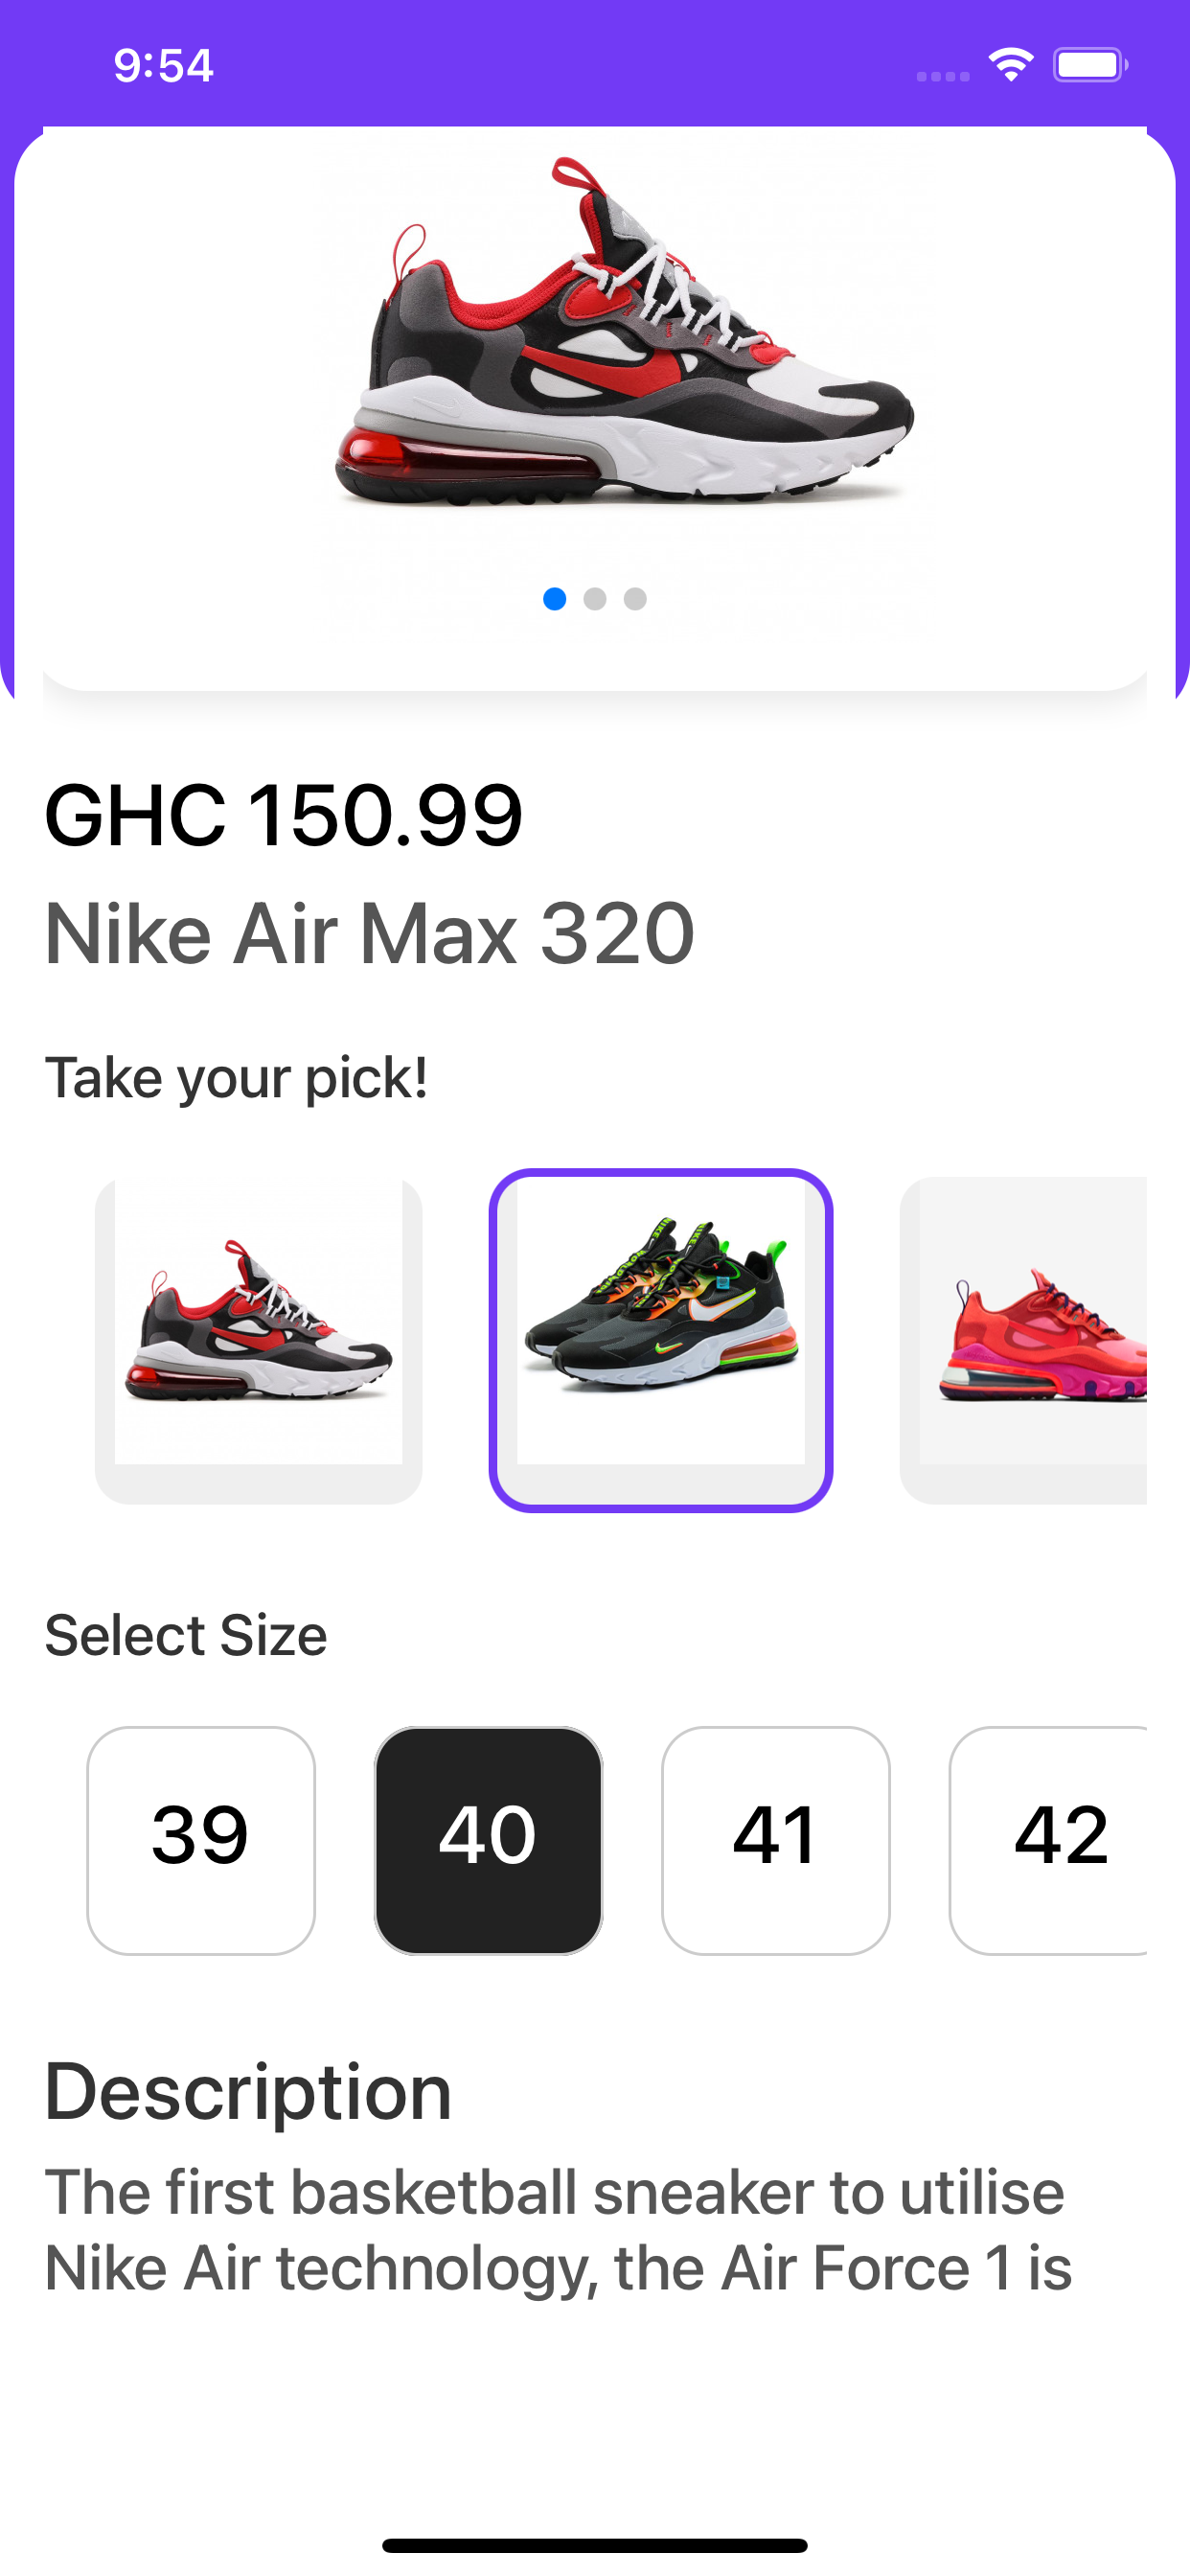 9:54
GHC 150.99
Nike Air Max 320
Take your pick!
Select Size
39 40 41 42
Description
The first basketball sneaker to utilise
Nike Air technology, the Air Force 1 is